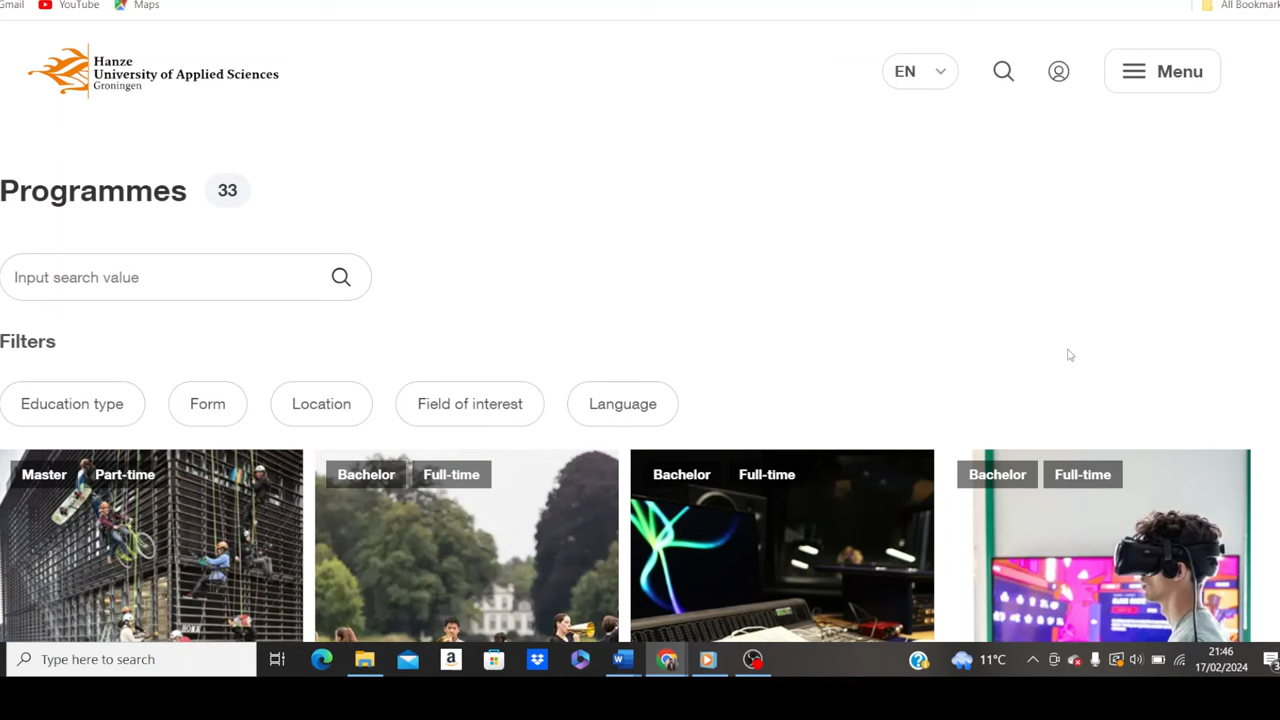 Gmail
YouTube
Maps
All Bookmark
Hanze
University of Applied Sciences
Groningen
EN
Menu
Programmes 33
Input search value
Filters
Education type
Form
Location
Field of interest
Language
Master Part-time
Bachelor Full-time
Bachelor Full-time
Bachelor Full-time
Type here to search
11°C
21:46
17/02/2024